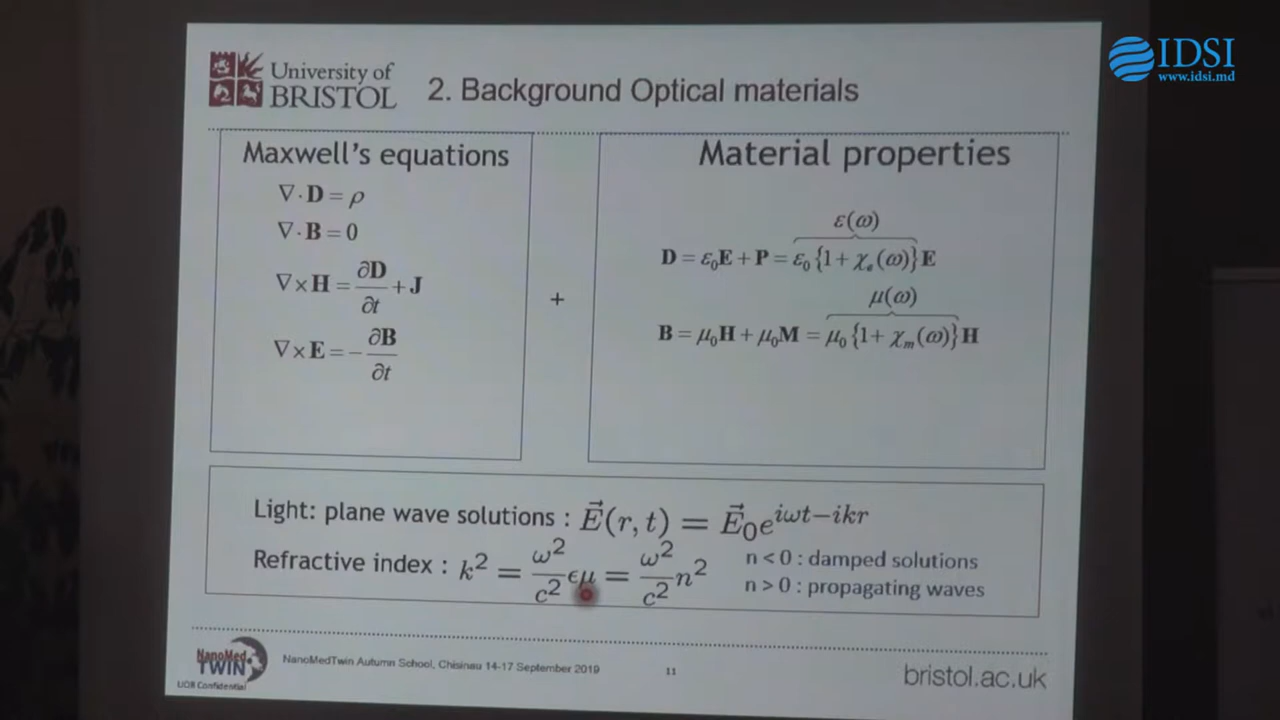 IDSI
www.idsi.md
University of
BRISTOL
2. Background Optical materials
Maxwell's equations
∇·D = ρ
∇·B = 0
∇×H = ∂D/∂t + J
∇×E = −∂B/∂t
+
Material properties
ε(ω)
D = ε₀E + P = ε₀{1+ χₑ(ω)}E
μ(ω)
B = μ₀H + μ₀M = μ₀{1+ χₘ(ω)}H
Light: plane wave solutions : E⃗(r, t) = E⃗₀e^{iωt−ikr}
Refractive index : k² = ω²/c² ϵμ = ω²/c² n²
n < 0 : damped solutions
n > 0 : propagating waves
NanoMed
TWIN
UOB Confidential
NanoMedTwin Autumn School, Chisinau 14-17 September 2019
11
bristol.ac.uk